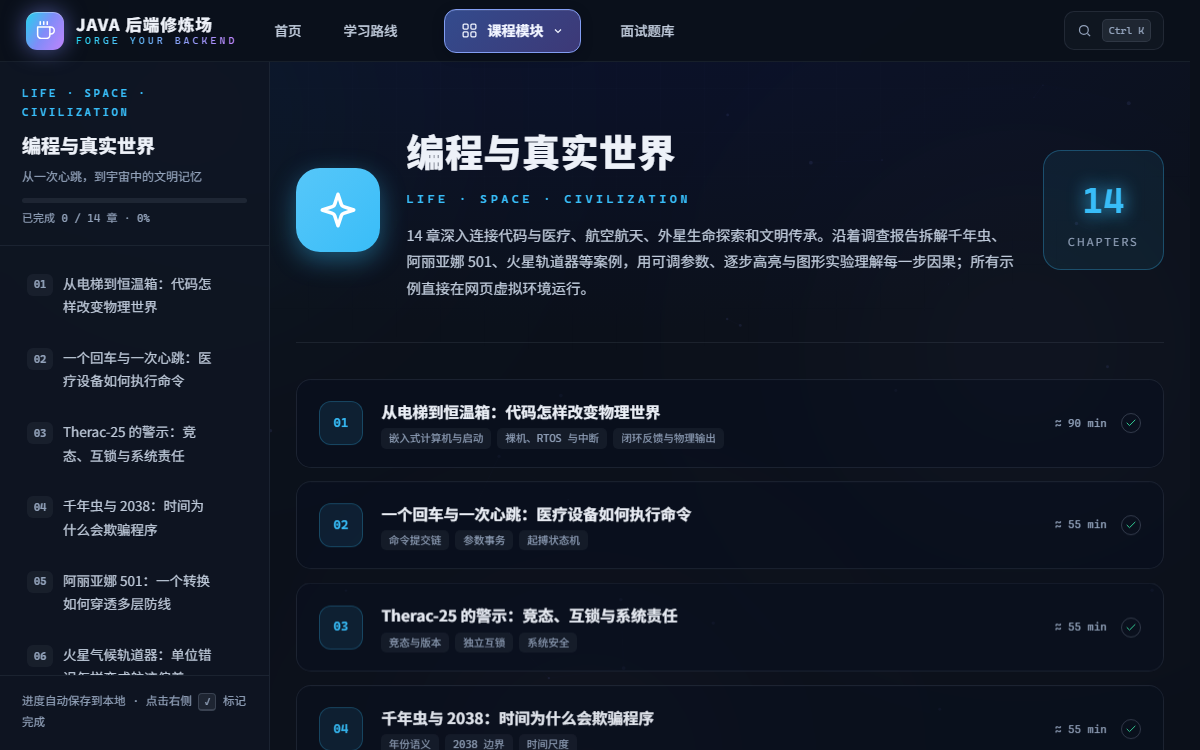 JAVA 后端修炼场
FORGE YOUR BACKEND
首页
学习路线
课程模块
面试题库
Ctrl K
LIFE · SPACE ·
CIVILIZATION
编程与真实世界
从一次心跳，到宇宙中的文明记忆
已完成 0 / 14 章 · 0%
01
从电梯到恒温箱：代码怎
样改变物理世界
02
一个回车与一次心跳：医
疗设备如何执行命令
03
Therac-25 的警示：竞
态、互锁与系统责任
04
千年虫与 2038：时间为
什么会欺骗程序
05
阿丽亚娜 501：一个转换
如何穿透多层防线
06
火星气候轨道器：单位错
进度自动保存到本地 · 点击右侧 ✓ 标记
完成
编程与真实世界
LIFE · SPACE · CIVILIZATION
14 章深入连接代码与医疗、航空航天、外星生命探索和文明传承。沿着调查报告拆解千年虫、
阿丽亚娜 501、火星轨道器等案例，用可调参数、逐步高亮与图形实验理解每一步因果；所有示
例直接在网页虚拟环境运行。
14
CHAPTERS
01
从电梯到恒温箱：代码怎样改变物理世界
嵌入式计算机与启动
裸机、RTOS 与中断
闭环反馈与物理输出
≈ 90 min
02
一个回车与一次心跳：医疗设备如何执行命令
命令提交链
参数事务
起搏状态机
≈ 55 min
03
Therac-25 的警示：竞态、互锁与系统责任
竞态与版本
独立互锁
系统安全
≈ 55 min
04
千年虫与 2038：时间为什么会欺骗程序
年份语义
2038 边界
时间尺度
≈ 55 min